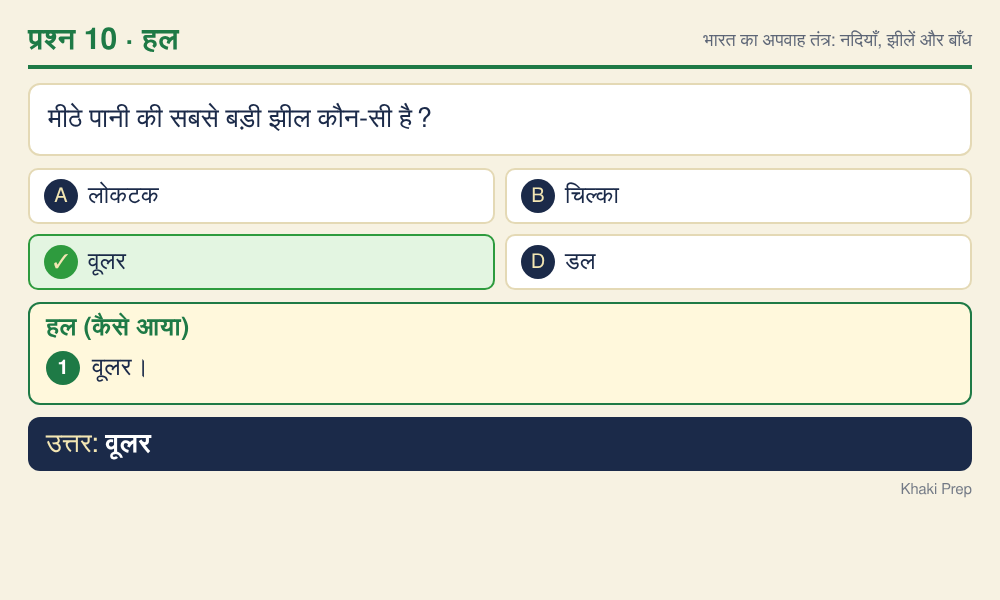 प्रश्न 10 · हल
भारत का अपवाह तंत्र: नदियाँ, झीलें और बाँध
मीठे पानी की सबसे बड़ी झील कौन-सी है ?
A लोकटक
B चिल्का
✓ वूलर
D डल
हल (कैसे आया)
1 वूलर।
उत्तर: वूलर
Khaki Prep